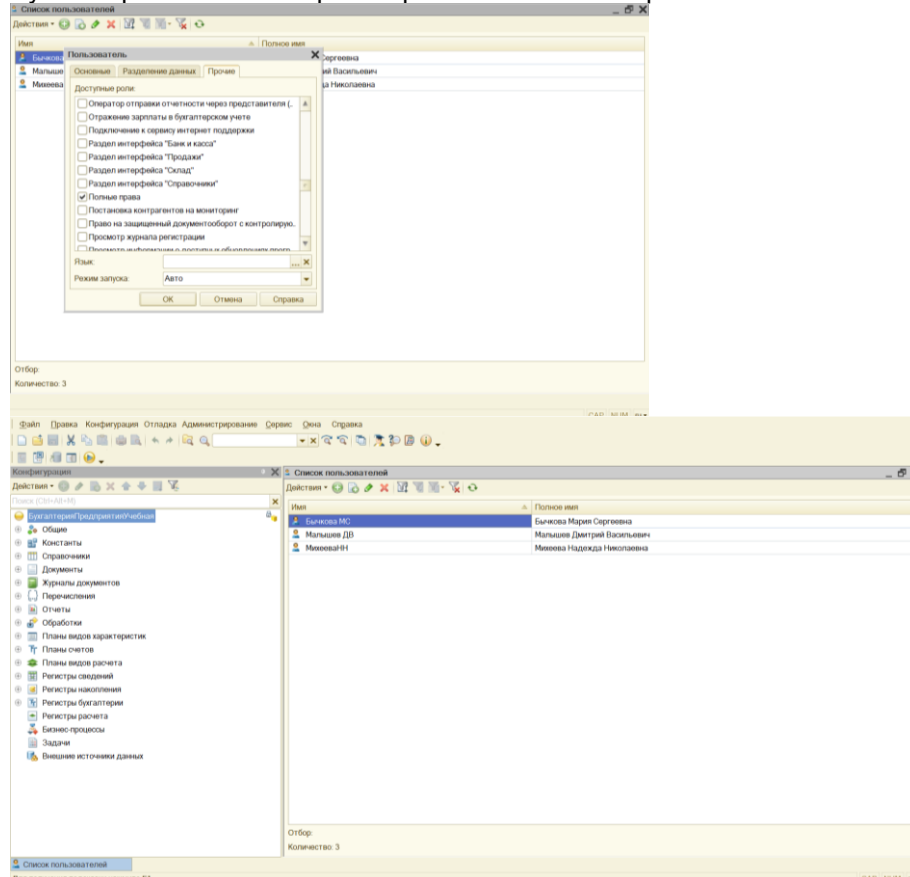 Список пользователей
Действия
Имя
Полное имя
Бычкова
Сергеевна
Малыше
ий Васильевич
Михеева
да Николаевна
Пользователь
Основные Разделение данных Прочие
Доступные роли:
Оператор отправки отчетности через представителя (..
Отражение зарплаты в бухгалтерском учете
Подключение к сервису интернет поддержки
Раздел интерфейса "Банк и касса"
Раздел интерфейса "Продажи"
Раздел интерфейса "Склад"
Раздел интерфейса "Справочники"
Полные права
Постановка контрагентов на мониторинг
Право на защищенный документооборот с контролирую..
Просмотр журнала регистрации
Язык:
Режим запуска: Авто
ОК Отмена Справка
Отбор:
Количество: 3
CAP NUM
Файл Правка Конфигурация Отладка Администрирование Сервис Окна Справка
Конфигурация
Действия
Поиск (Ctrl+Alt+M)
БухгалтерияПредприятияУчебная
Общие
Константы
Справочники
Документы
Журналы документов
Перечисления
Отчеты
Обработки
Планы видов характеристик
Планы счетов
Планы видов расчета
Регистры сведений
Регистры накопления
Регистры бухгалтерии
Регистры расчета
Бизнес-процессы
Задачи
Внешние источники данных
Список пользователей
Действия
Имя Полное имя
Бычкова МС Бычкова Мария Сергеевна
Малышев ДВ Малышев Дмитрий Васильевич
МихееваНН Михеева Надежда Николаевна
Отбор:
Количество: 3
Список пользователей